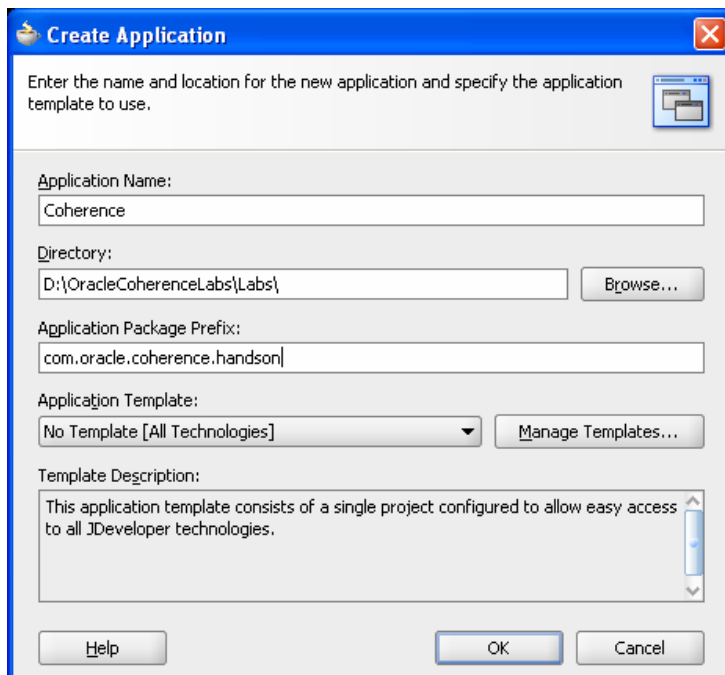 Create Application
Enter the name and location for the new application and specify the application
template to use.
Application Name:
Coherence
Directory:
D:\OracleCoherenceLabs\Labs\
Browse...
Application Package Prefix:
com.oracle.coherence.handson
Application Template:
No Template [All Technologies]
Manage Templates...
Template Description:
This application template consists of a single project configured to allow easy access
to all JDeveloper technologies.
Help
OK
Cancel